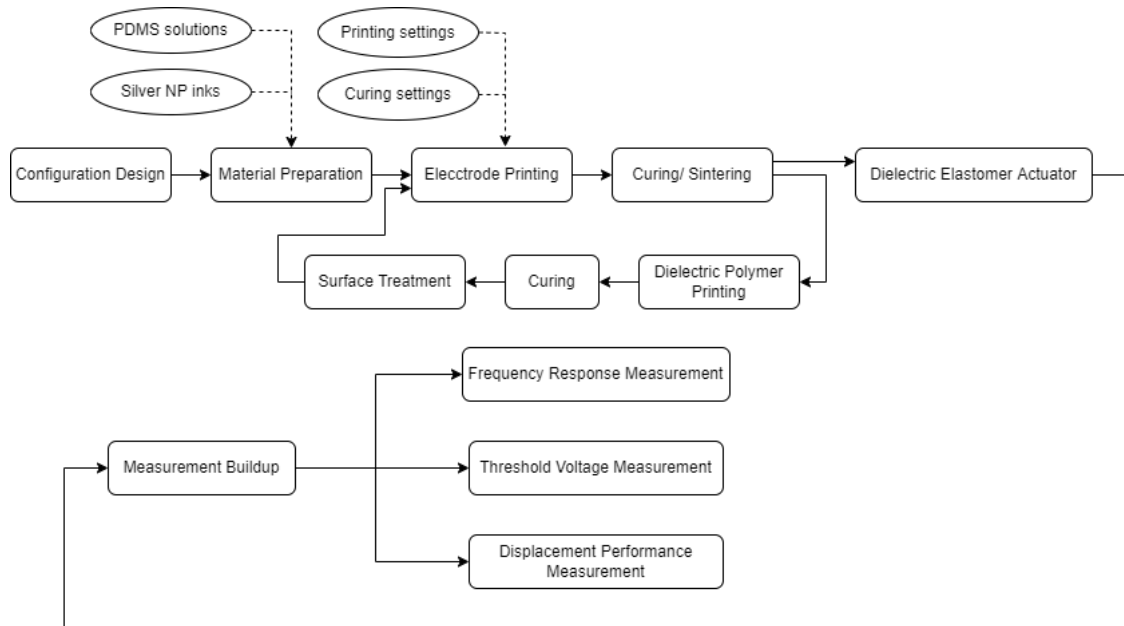 PDMS solutions
Printing settings
Silver NP inks
Curing settings
Configuration Design
Material Preparation
Elecctrode Printing
Curing/ Sintering
Dielectric Elastomer Actuator
Surface Treatment
Curing
Dielectric Polymer
Printing
Frequency Response Measurement
Measurement Buildup
Threshold Voltage Measurement
Displacement Performance
Measurement